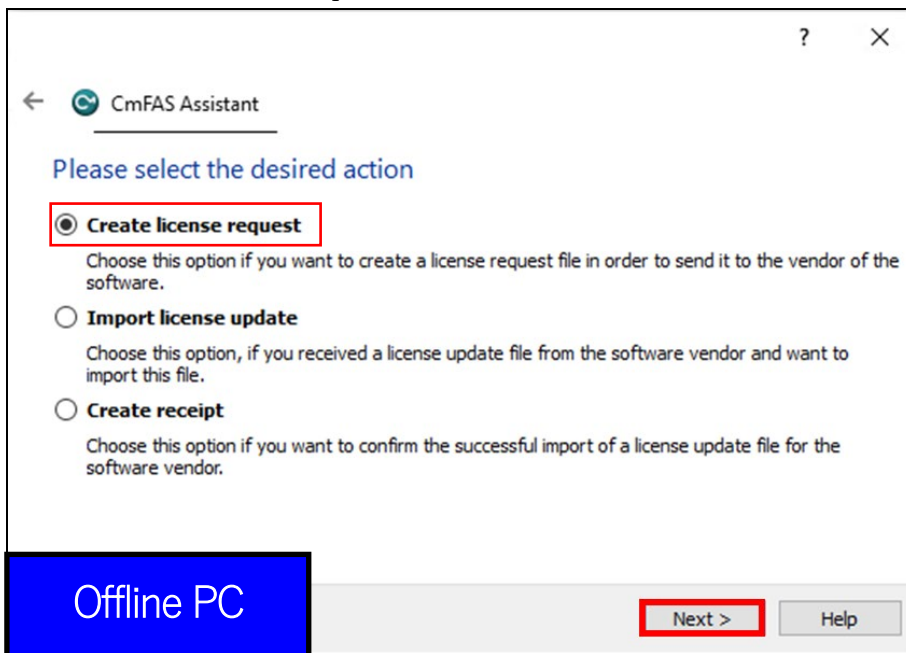 ? ×
← CmFAS Assistant
Please select the desired action
Create license request
Choose this option if you want to create a license request file in order to send it to the vendor of the
software.
Import license update
Choose this option, if you received a license update file from the software vendor and want to
import this file.
Create receipt
Choose this option if you want to confirm the successful import of a license update file for the
software vendor.
Offline PC
Next > Help